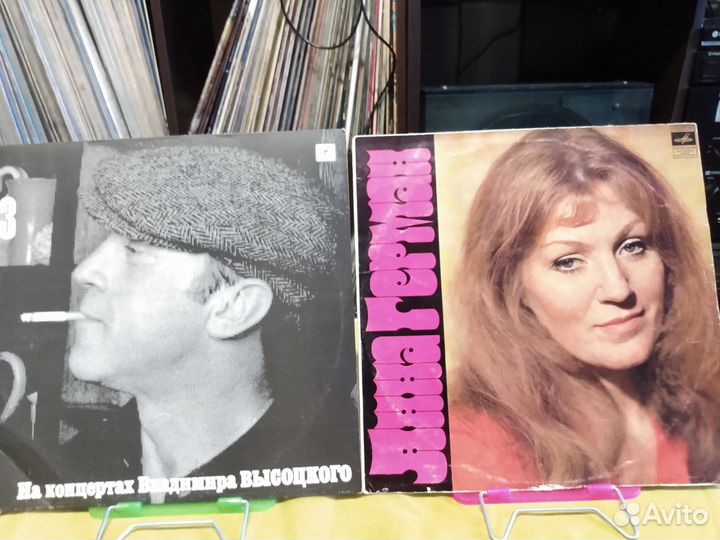 3
На концертах Владимира ВЫСОЦКОГО
Анна Герман
Avito